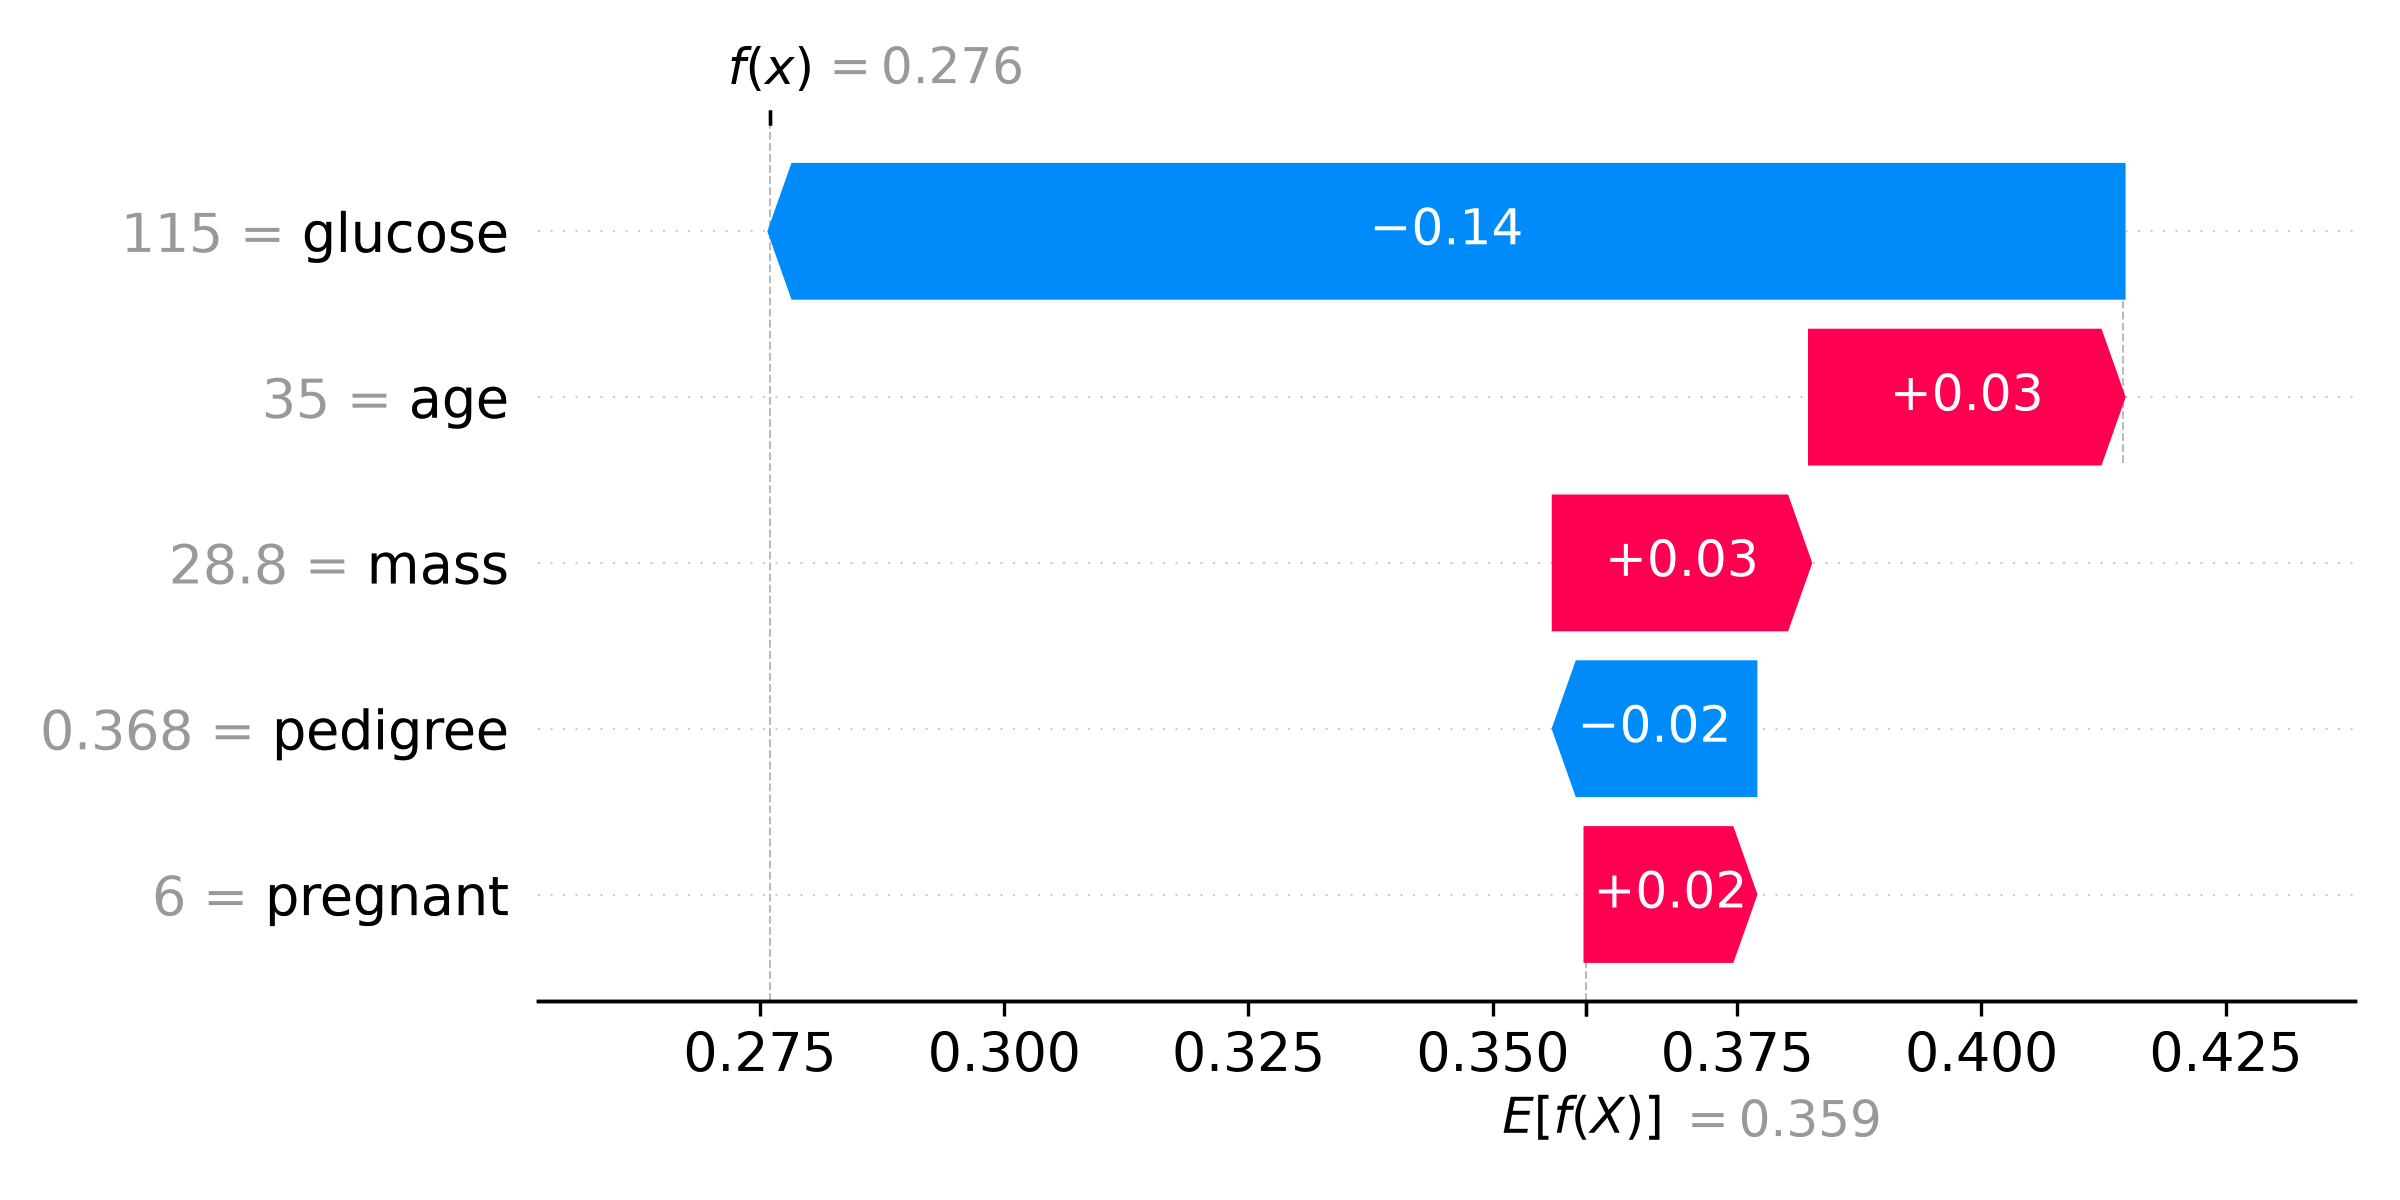 f(x) = 0.276
115 = glucose −0.14
35 = age +0.03
28.8 = mass +0.03
0.368 = pedigree −0.02
6 = pregnant +0.02
0.275 0.300 0.325 0.350 0.375 0.400 0.425
E[f(X)] = 0.359